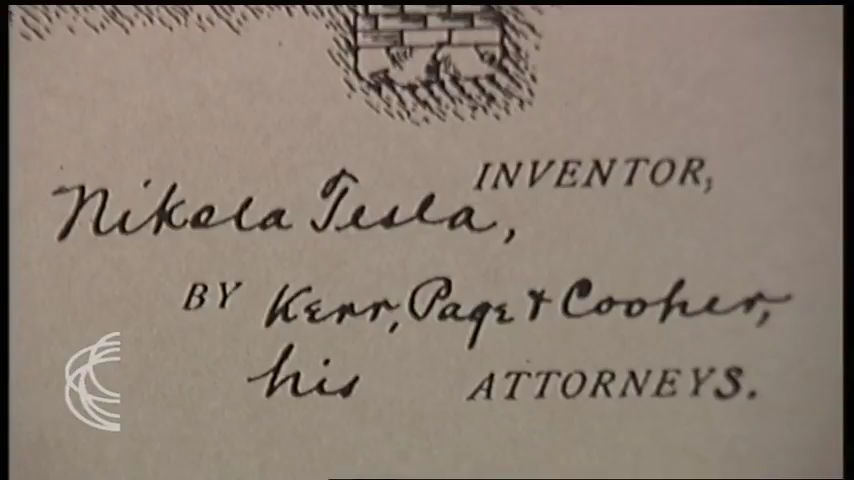 INVENTOR,
Nikola Tesla,
BY Kerr, Page & Cooper,
his ATTORNEYS.